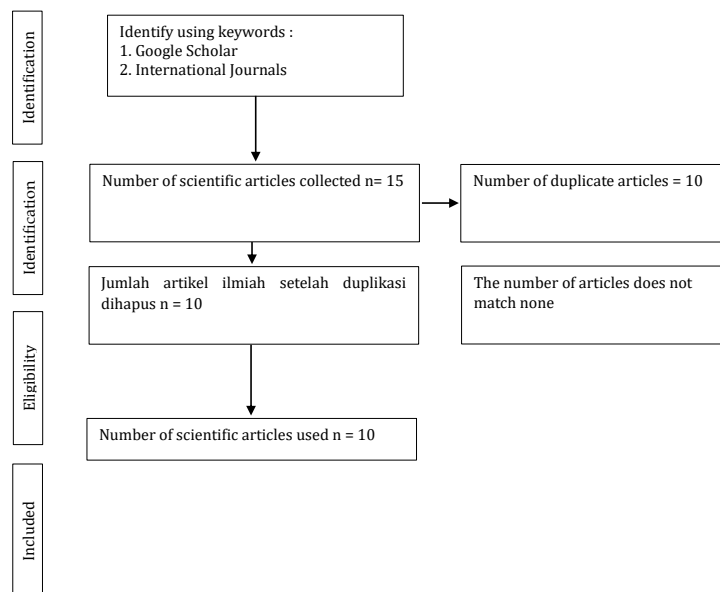 Identification
Identify using keywords :
1. Google Scholar
2. International Journals
Identification
Number of scientific articles collected n= 15
Number of duplicate articles = 10
Jumlah artikel ilmiah setelah duplikasi
dihapus n = 10
The number of articles does not
match none
Eligibility
Number of scientific articles used n = 10
Included